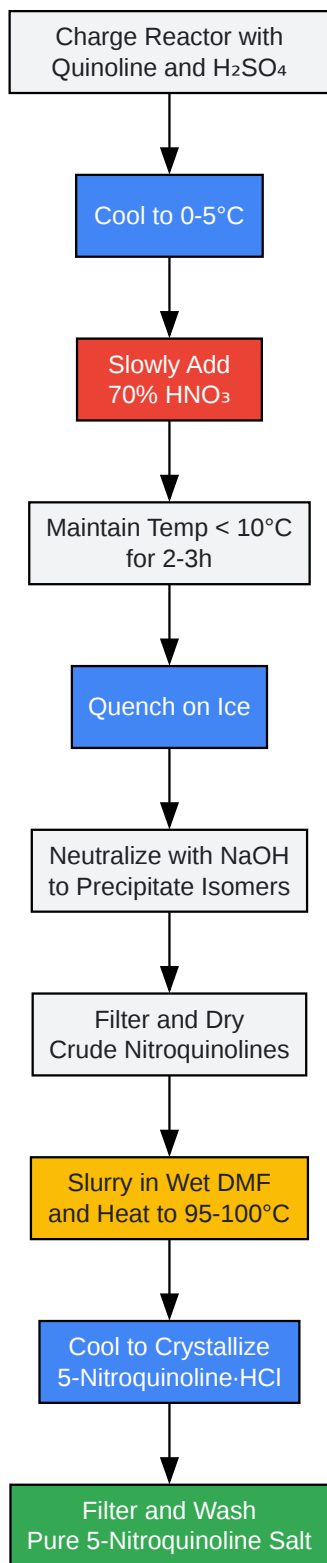 Charge Reactor with
Quinoline and H₂SO₄
Cool to 0-5°C
Slowly Add
70% HNO₃
Maintain Temp < 10°C
for 2-3h
Quench on Ice
Neutralize with NaOH
to Precipitate Isomers
Filter and Dry
Crude Nitroquinolines
Slurry in Wet DMF
and Heat to 95-100°C
Cool to Crystallize
5-Nitroquinoline·HCl
Filter and Wash
Pure 5-Nitroquinoline Salt